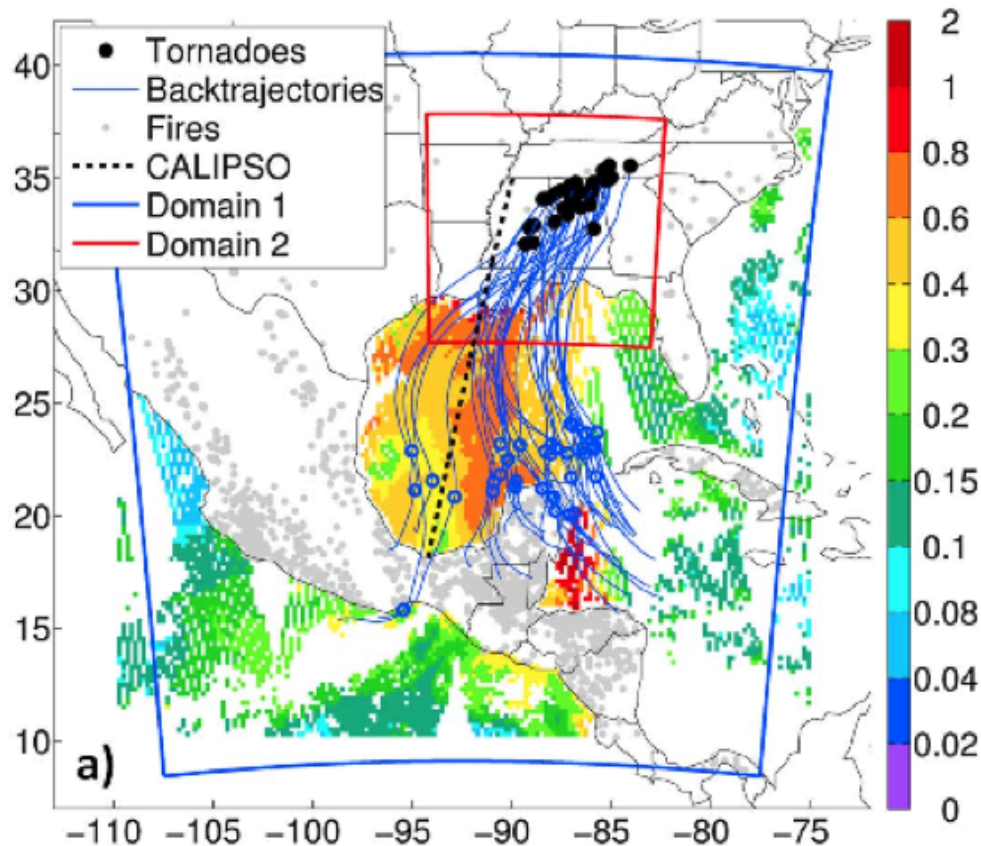 Tornadoes
Backtrajectories
Fires
CALIPSO
Domain 1
Domain 2
40
35
30
25
20
15
10
−110 −105 −100 −95 −90 −85 −80 −75
a)
2
1
0.8
0.6
0.4
0.3
0.2
0.15
0.1
0.08
0.04
0.02
0